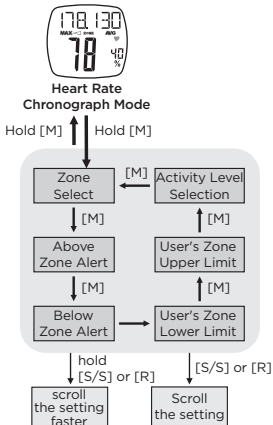 178.130
MAX ZONE AVG
78 40
%
Heart Rate
Chronograph Mode
Hold [M] Hold [M]
Zone
Select
[M]
Activity Level
Selection
[M] [M]
Above
Zone Alert
User's Zone
Upper Limit
[M] [M]
Below
Zone Alert
User's Zone
Lower Limit
hold
[S/S] or [R]
[S/S] or [R]
scroll
the setting
faster
Scroll
the setting